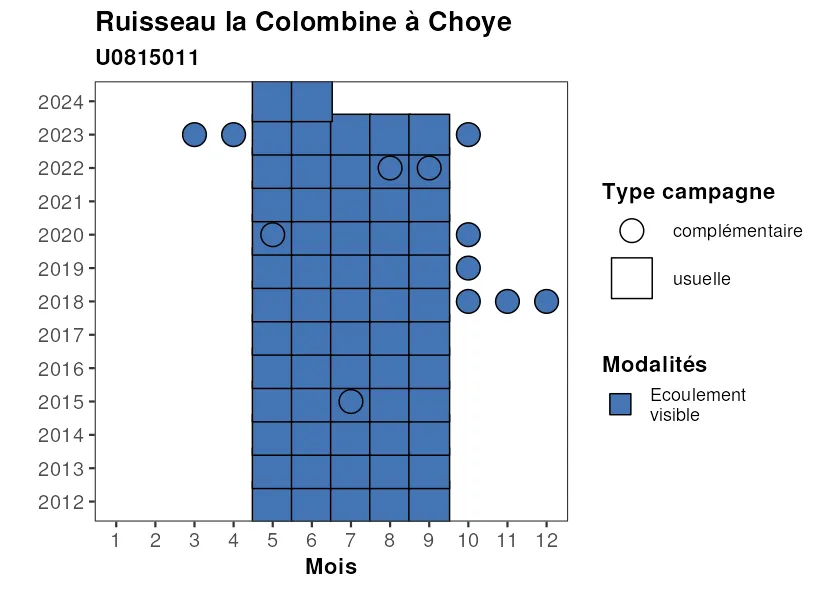 Ruisseau la Colombine à Choye
U0815011
2024
2023
2022
2021
2020
2019
2018
2017
2016
2015
2014
2013
2012
1 2 3 4 5 6 7 8 9 10 11 12
Mois
Type campagne
complémentaire
usuelle
Modalités
Ecoulement
visible